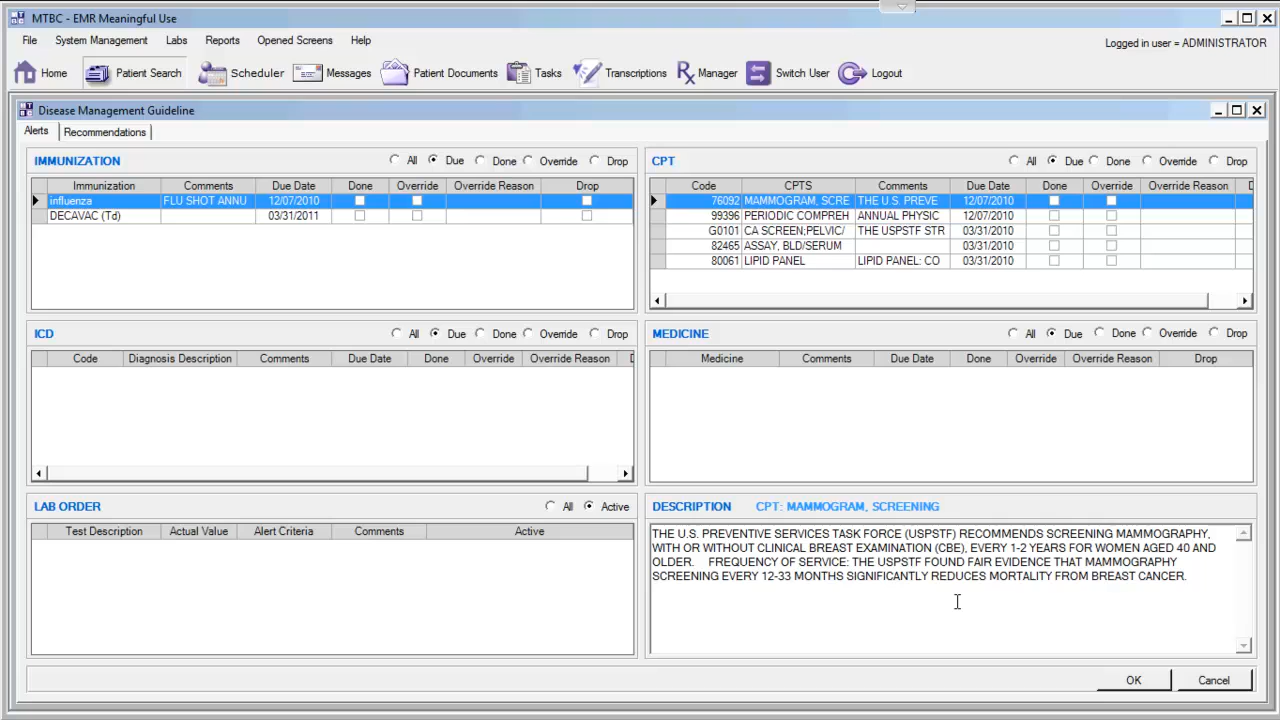 MTBC - EMR Meaningful Use
File System Management Labs Reports Opened Screens Help
Logged in user = ADMINISTRATOR
Home Patient Search Scheduler Messages Patient Documents Tasks Transcriptions Manager Switch User Logout
Disease Management Guideline
Alerts Recommendations
IMMUNIZATION All Due Done Override Drop
Immunization Comments Due Date Done Override Override Reason Drop
influenza FLU SHOT ANNU 12/07/2010
DECAVAC (Td) 03/31/2011
CPT All Due Done Override Drop
Code CPTS Comments Due Date Done Override Override Reason D
76092 MAMMOGRAM, SCRE THE U.S. PREVE 12/07/2010
99396 PERIODIC COMPREH ANNUAL PHYSIC 12/07/2010
G0101 CA SCREEN;PELVIC/ THE USPSTF STR 03/31/2010
82465 ASSAY, BLD/SERUM 03/31/2010
80061 LIPID PANEL LIPID PANEL: CO 03/31/2010
ICD All Due Done Override Drop
Code Diagnosis Description Comments Due Date Done Override Override Reason D
MEDICINE All Due Done Override Drop
Medicine Comments Due Date Done Override Override Reason Drop
LAB ORDER All Active
Test Description Actual Value Alert Criteria Comments Active
DESCRIPTION CPT: MAMMOGRAM, SCREENING
THE U.S. PREVENTIVE SERVICES TASK FORCE (USPSTF) RECOMMENDS SCREENING MAMMOGRAPHY,
WITH OR WITHOUT CLINICAL BREAST EXAMINATION (CBE), EVERY 1-2 YEARS FOR WOMEN AGED 40 AND
OLDER. FREQUENCY OF SERVICE: THE USPSTF FOUND FAIR EVIDENCE THAT MAMMOGRAPHY
SCREENING EVERY 12-33 MONTHS SIGNIFICANTLY REDUCES MORTALITY FROM BREAST CANCER.
OK Cancel